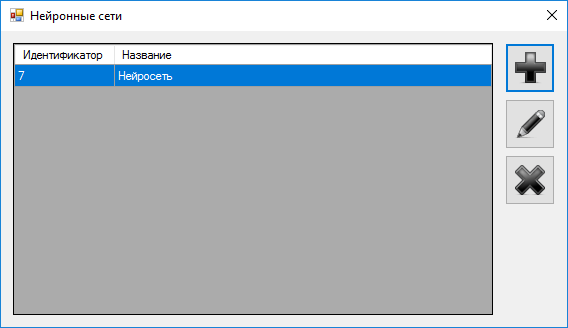 Нейронные сети
Идентификатор Название
7 Нейросеть